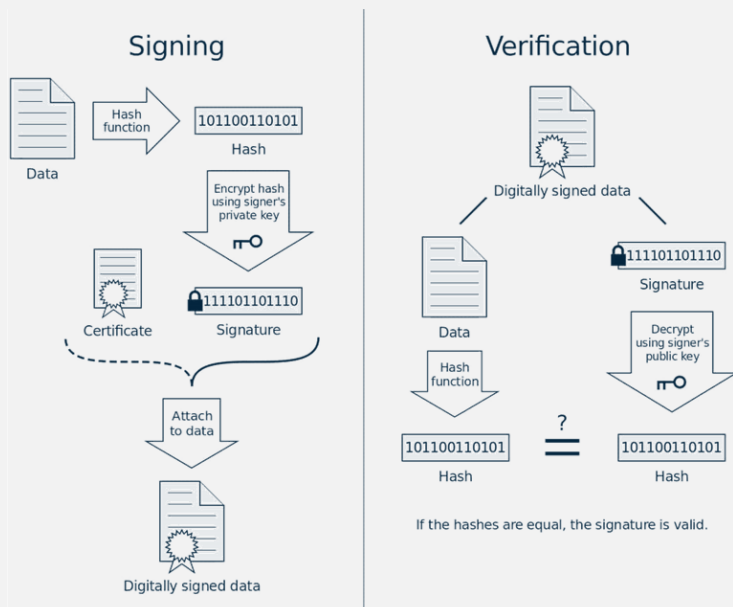 Signing
Data
Hash
function
101100110101
Hash
Encrypt hash
using signer's
private key
Certificate
111101101110
Signature
Attach
to data
Digitally signed data
Verification
Digitally signed data
Data
Hash
function
101100110101
Hash
?
111101101110
Signature
Decrypt
using signer's
public key
101100110101
Hash
If the hashes are equal, the signature is valid.